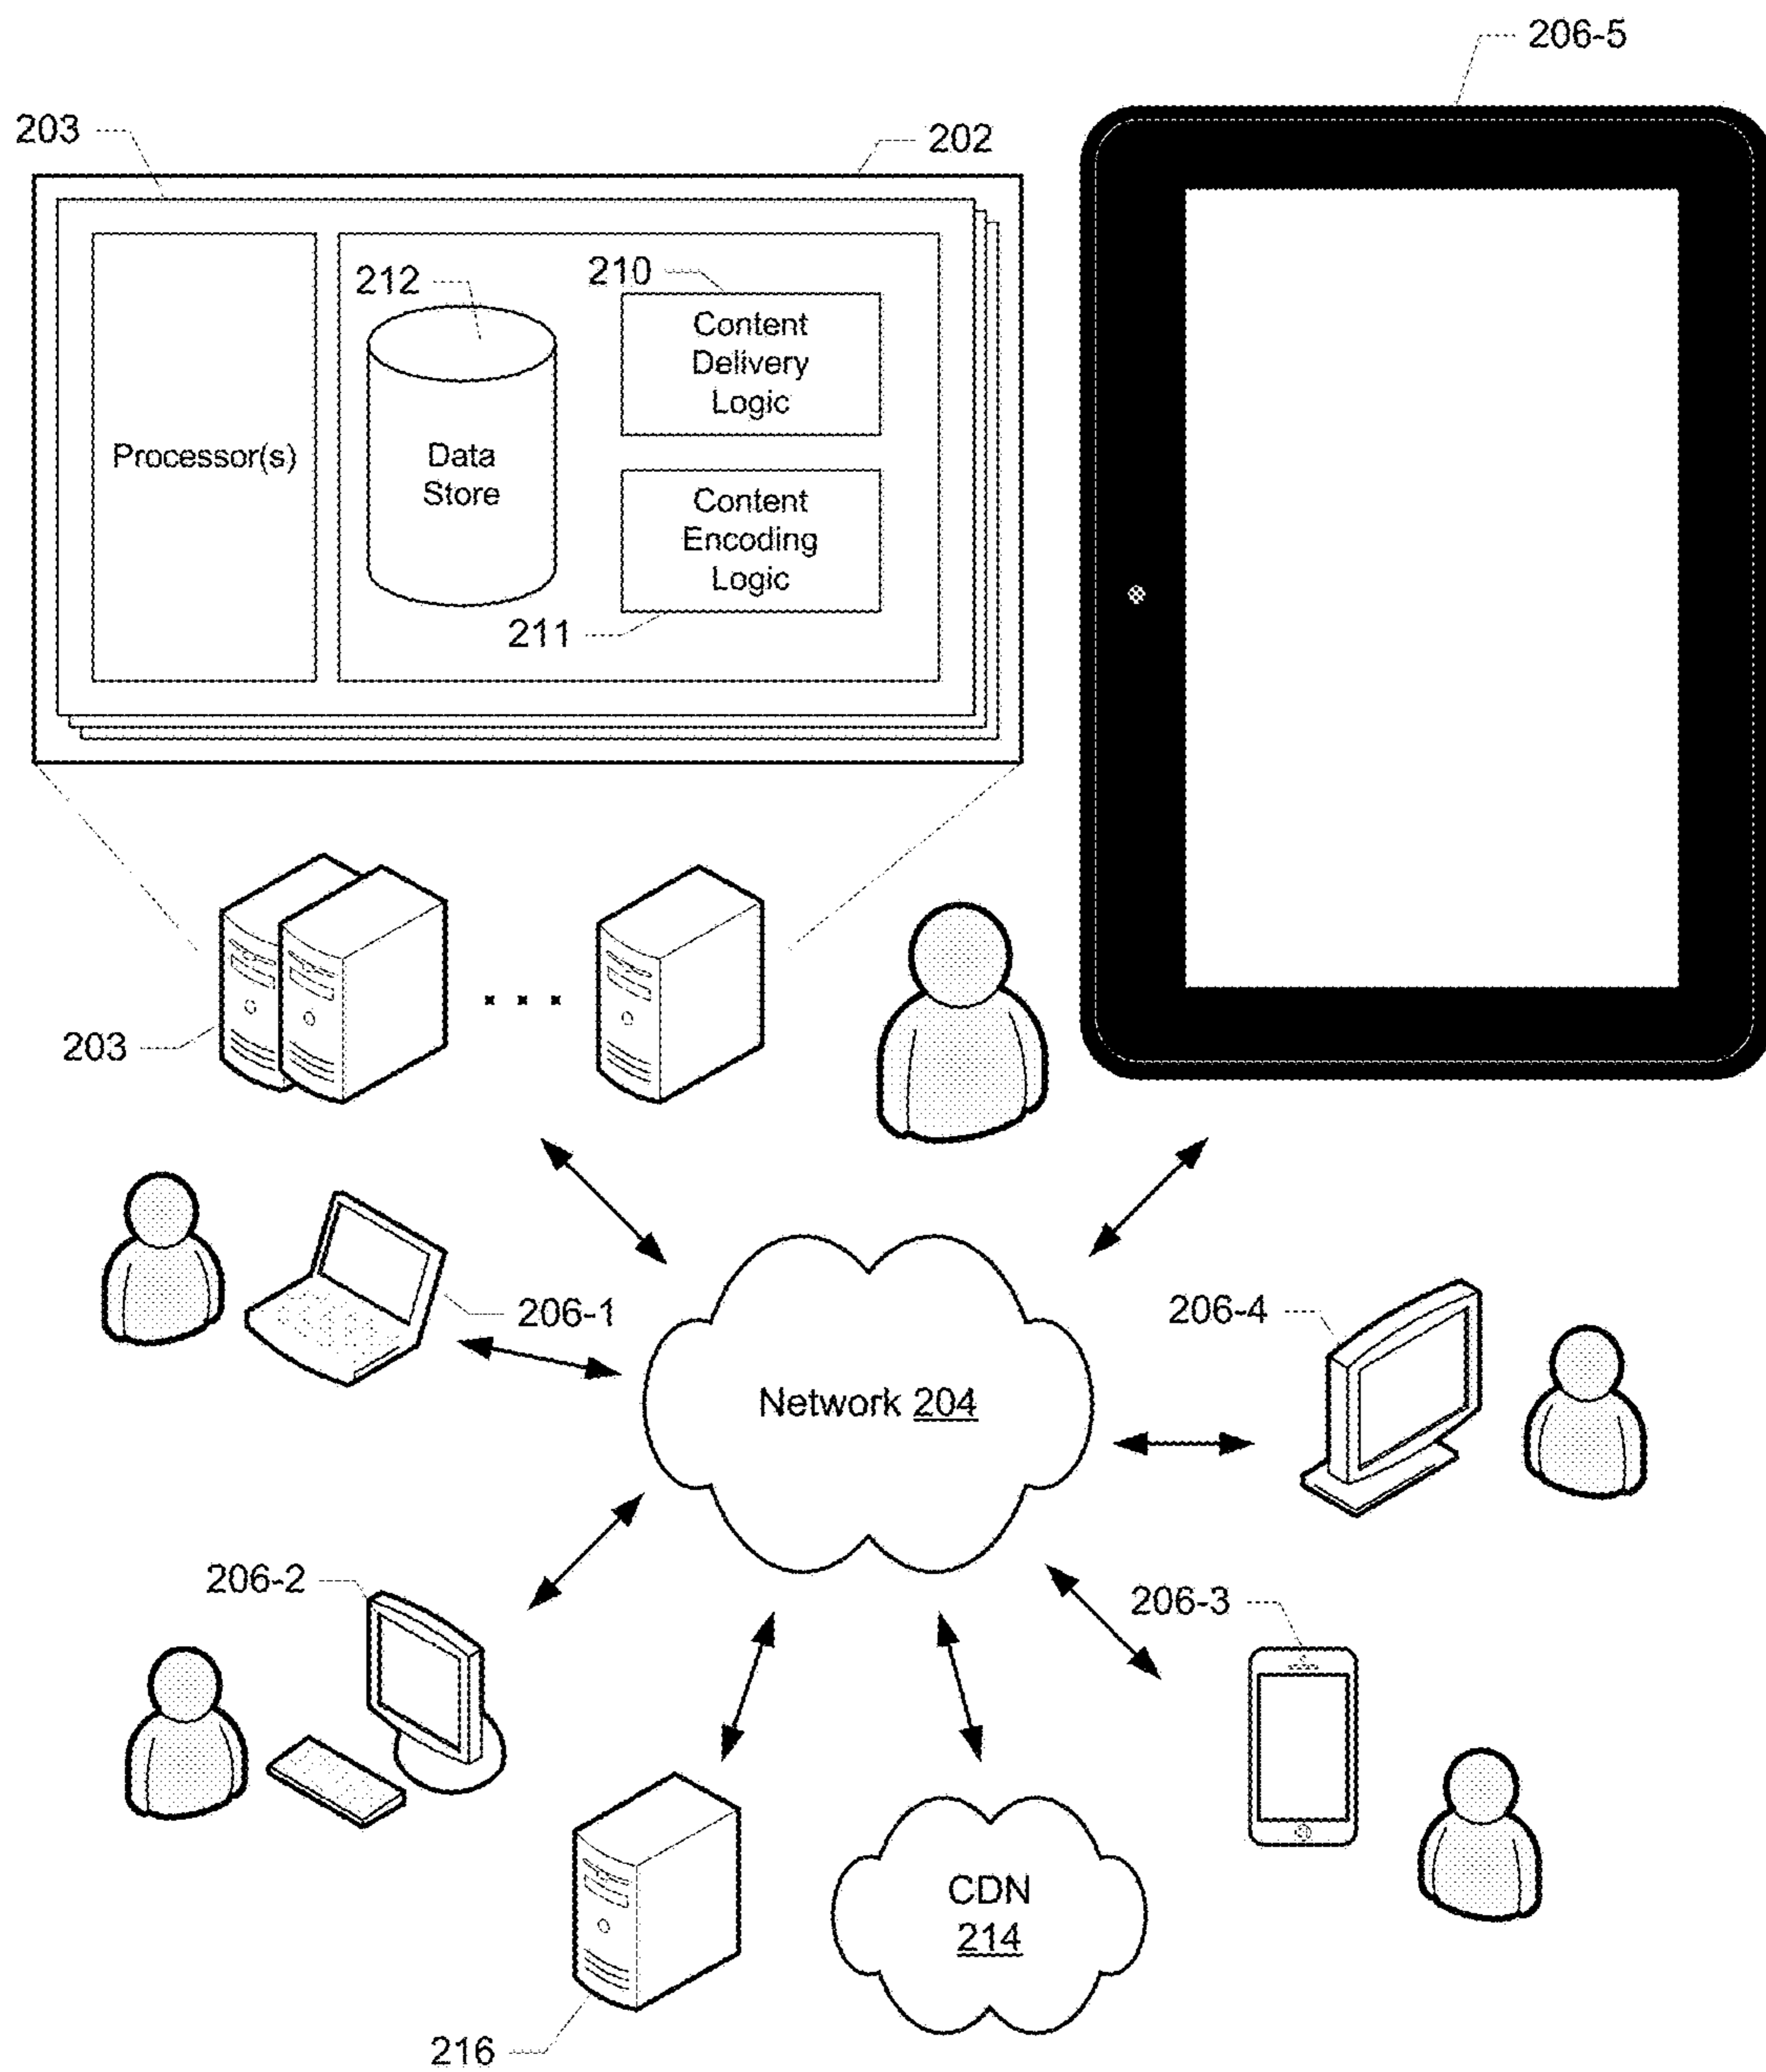 206-5
203
202
212
210
Content
Delivery
Logic
Processor(s)
Data
Store
Content
Encoding
Logic
211
203
206-1
206-4
Network 204
206-2
206-3
CDN
214
216